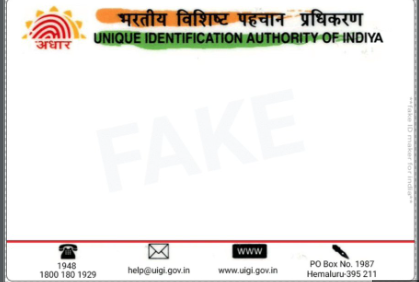 भरतीय विशिष्ट पहचान प्रधिकरण
अधार
UNIQUE IDENTIFICATION AUTHORITY OF INDIYA
FAKE
**Fake ID maker for India**
1948
1800 180 1929
help@uigi.gov.in
WWW
www.uigi.gov.in
PO Box No. 1987
Hemaluru-395 211